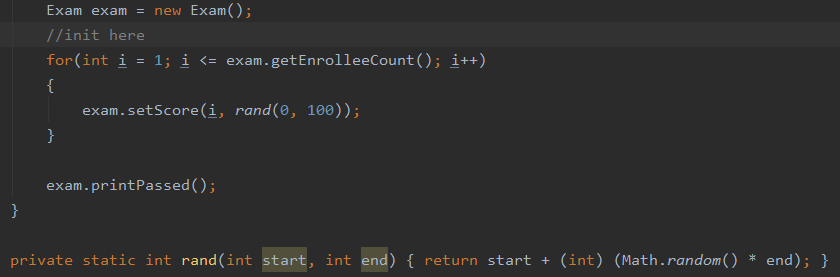 Exam exam = new Exam();
//init here
for(int i = 1; i <= exam.getEnrolleeCount(); i++)
{
exam.setScore(i, rand(0, 100));
}
exam.printPassed();
}
private static int rand(int start, int end) { return start + (int) (Math.random() * end); }